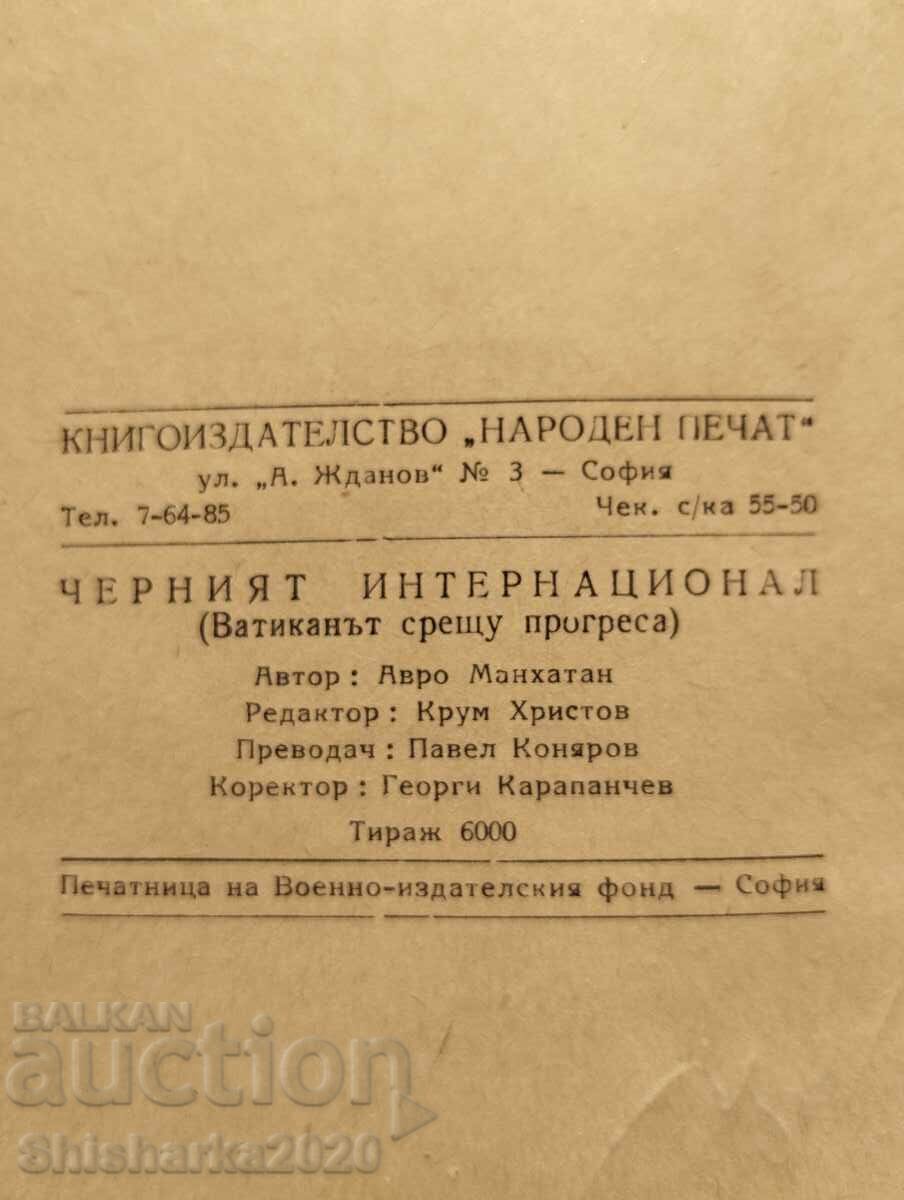 КНИГОИЗДАТЕЛСТВО „НАРОДЕН ПЕЧАТ“
ул. „А. Жданов“ № 3 — София
Тел. 7-64-85 Чек. с/ка 55-50
ЧЕРНИЯТ ИНТЕРНАЦИОНАЛ
(Ватиканът срещу прогреса)
Автор : Авро Манхатан
Редактор : Крум Христов
Преводач : Павел Коняров
Коректор : Георги Карапанчев
Тираж 6000
Печатница на Военно-издателския фонд — София
BALKAN
auction
Shisharka2020